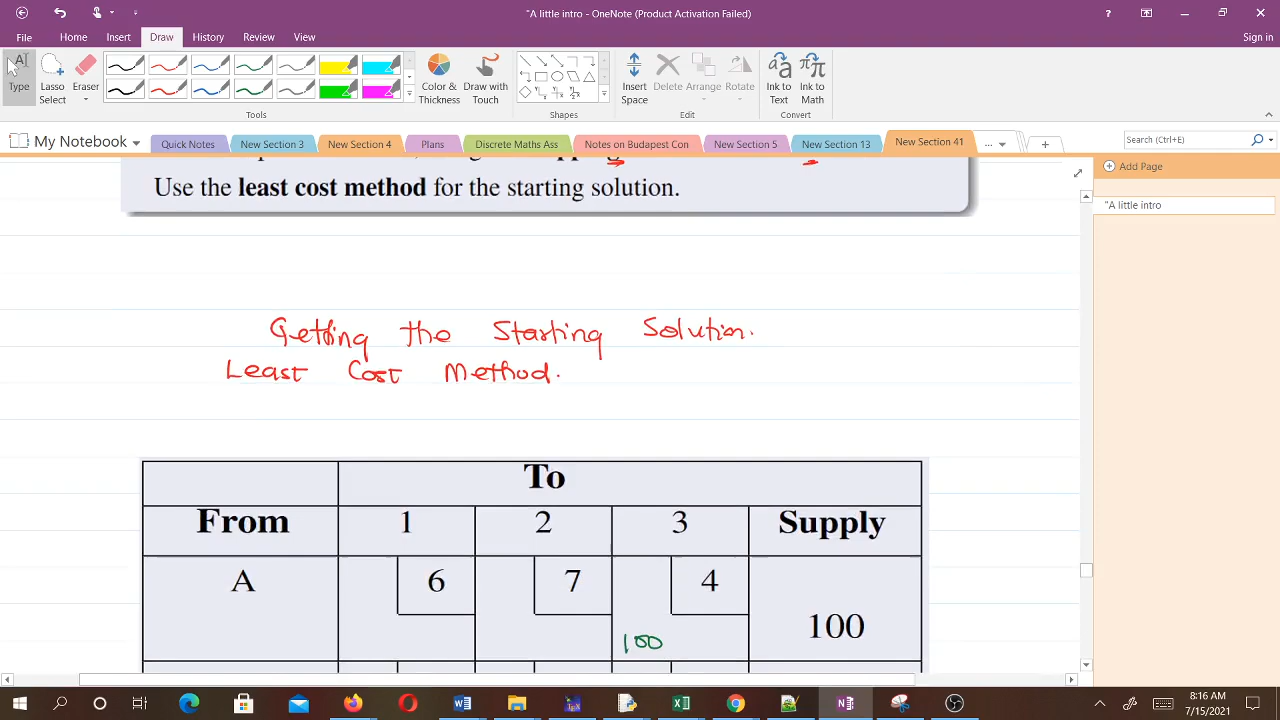 "A little intro - OneNote (Product Activation Failed)
Sign in
File Home Insert Draw History Review View
Type
Lasso Select
Eraser
Color & Thickness
Draw with Touch
Insert Space
Delete
Arrange
Rotate
Ink to Text
Ink to Math
Tools Shapes Edit Convert
My Notebook
Quick Notes New Section 3 New Section 4 Plans Discrete Maths Ass Notes on Budapest Con New Section 5 New Section 13 New Section 41 ...
Search (Ctrl+E)
Add Page
"A little intro
Use the least cost method for the starting solution.
Getting the Starting Solution.
Least Cost Method.
To
From 1 2 3 Supply
A 6 7 4
100 100
8:16 AM
7/15/2021